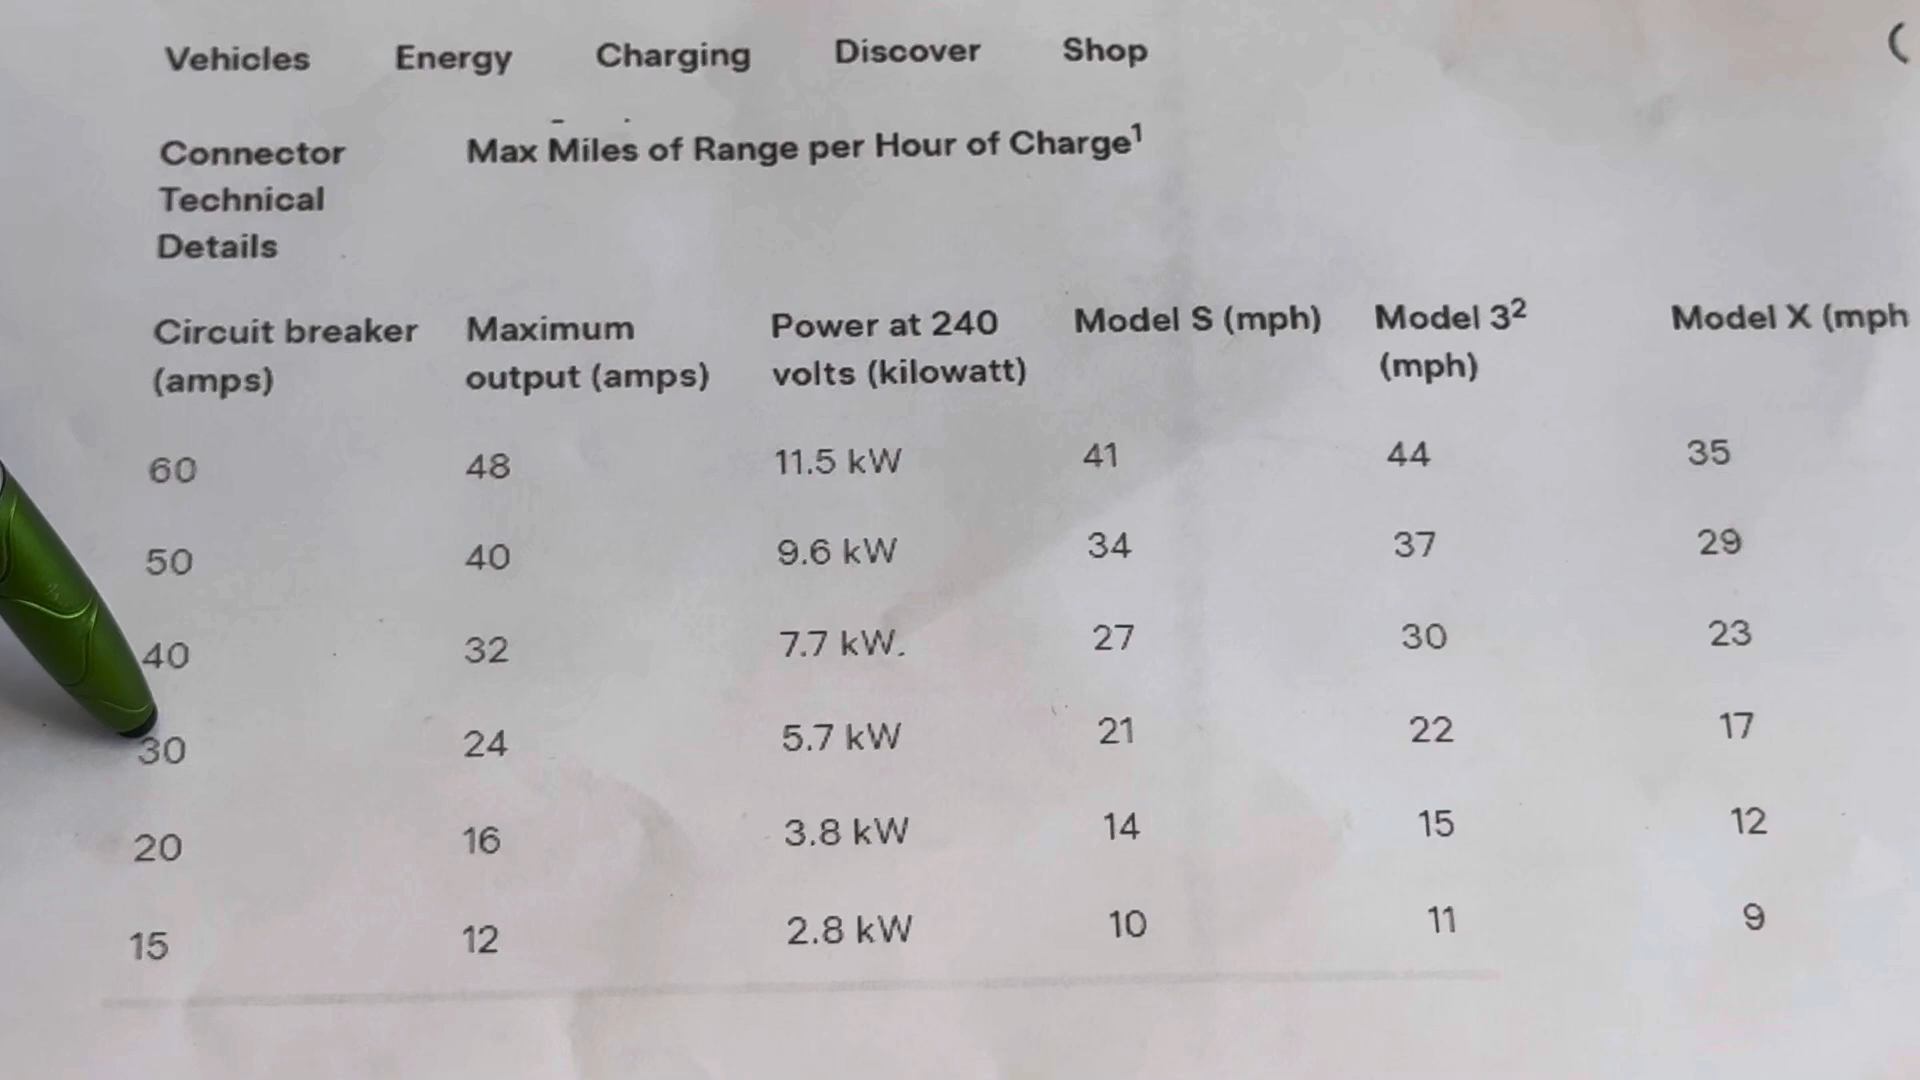 Vehicles Energy Charging Discover Shop
Connector Max Miles of Range per Hour of Charge¹
Technical
Details
Circuit breaker Maximum Power at 240 Model S (mph) Model 3² Model X (mph
(amps) output (amps) volts (kilowatt) (mph)
60 48 11.5 kW 41 44 35
50 40 9.6 kW 34 37 29
40 32 7.7 kW. 27 30 23
30 24 5.7 kW 21 22 17
20 16 3.8 kW 14 15 12
15 12 2.8 kW 10 11 9